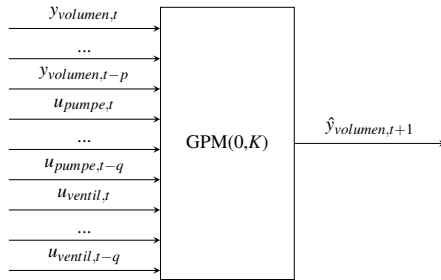 y_{volumen,t}
...
y_{volumen,t−p}
u_{pumpe,t}
...
u_{pumpe,t−q}
u_{ventil,t}
...
u_{ventil,t−q}
GPM(0,K)
ŷ_{volumen,t+1}